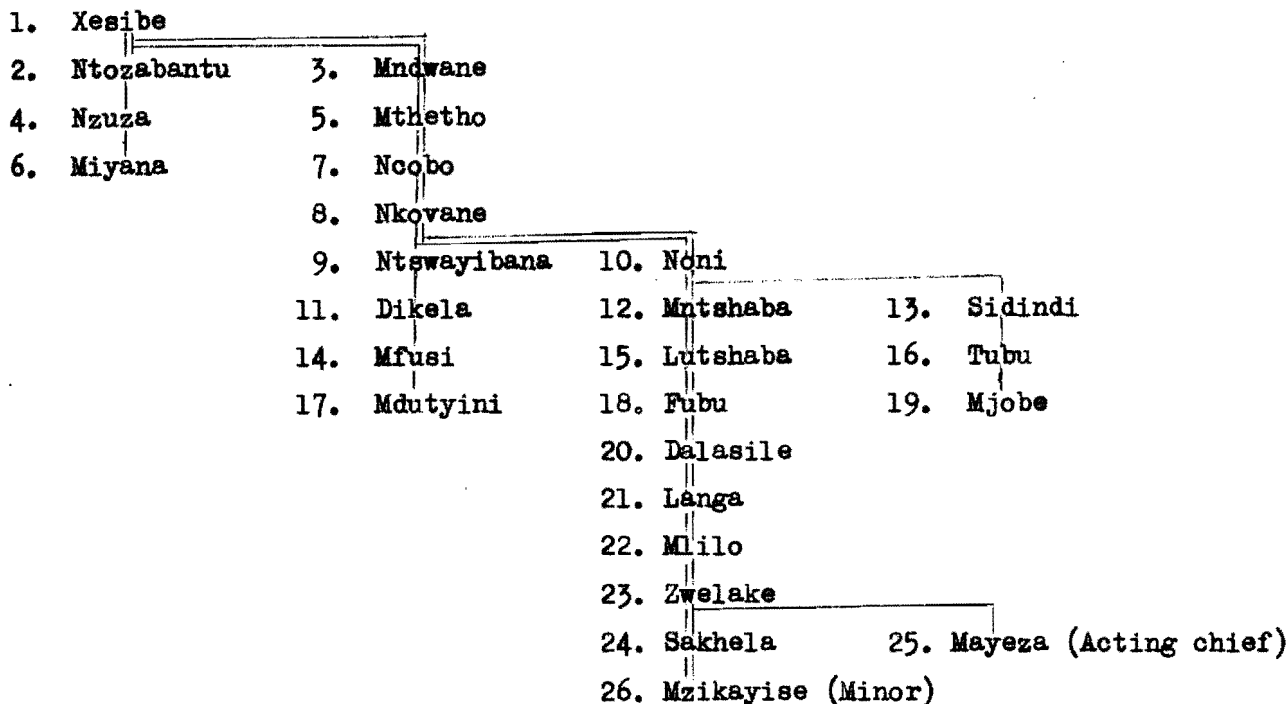 1. Xesibe
2. Ntozabantu 3. Mndwane
4. Nzuza 5. Mthetho
6. Miyana 7. Ncobo
8. Nkovane
9. Ntswayibana 10. Noni
11. Dikela 12. Mntshaba 13. Sidindi
14. Mfusi 15. Lutshaba 16. Tubu
17. Mdutyini 18. Fubu 19. Mjobe
20. Dalasile
21. Langa
22. Mlilo
23. Zwelake
24. Sakhela 25. Mayeza (Acting chief)
26. Mzikayise (Minor)